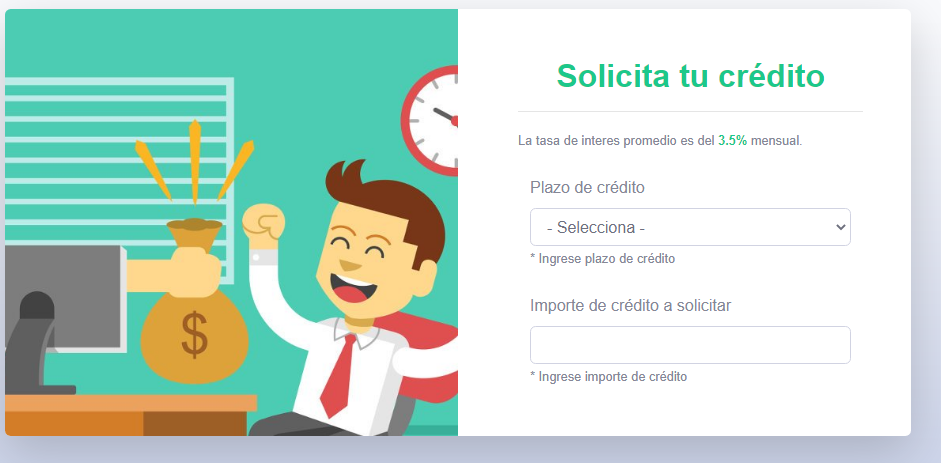 Solicita tu crédito
La tasa de interes promedio es del 3.5% mensual.
Plazo de crédito
- Selecciona -
* Ingrese plazo de crédito
Importe de crédito a solicitar
* Ingrese importe de crédito
$